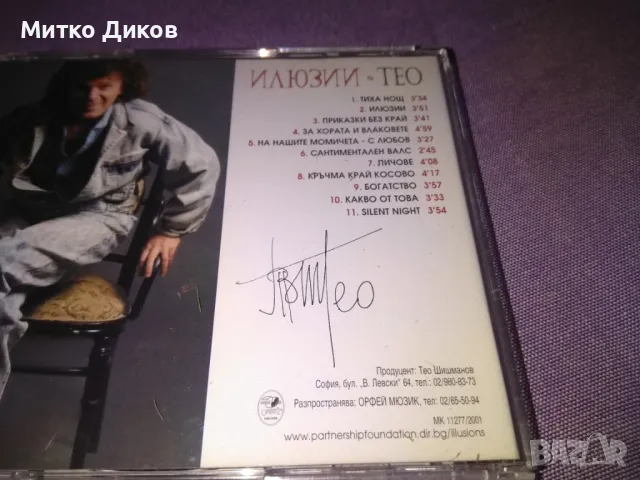 Митко Диков
ИЛЮЗИИ ТЕО
1. ТИХА НОЩ 5'34
2. ИЛЮЗИИ 3'51
3. ПРИКАЗКИ БЕЗ КРАЙ 3'41
4. ЗА ХОРАТА И ВЛАКОВЕТЕ 4'59
5. НА НАШИТЕ МОМИЧЕТА - С ЛЮБОВ 3'27
6. САНТИМЕНТАЛЕН ВАЛС 2'45
7. ПИЧОВЕ 4'08
8. КРЪЧМА КРАЙ КОСОВО 4'17
9. БОГАТСТВО 3'57
10. КАКВО ОТ ТОВА 3'33
11. SILENT NIGHT 3'54
Тео
Продуцент: Тео Шишманов
София, бул. „В. Левски" 64, тел.: 02/980-83-73
Разпространява: ОРФЕЙ МЮЗИК, тел: 02/65-50-94
МК 11277/2001
www.partnershipfoundation.dir.bg/illusions
BAZAR